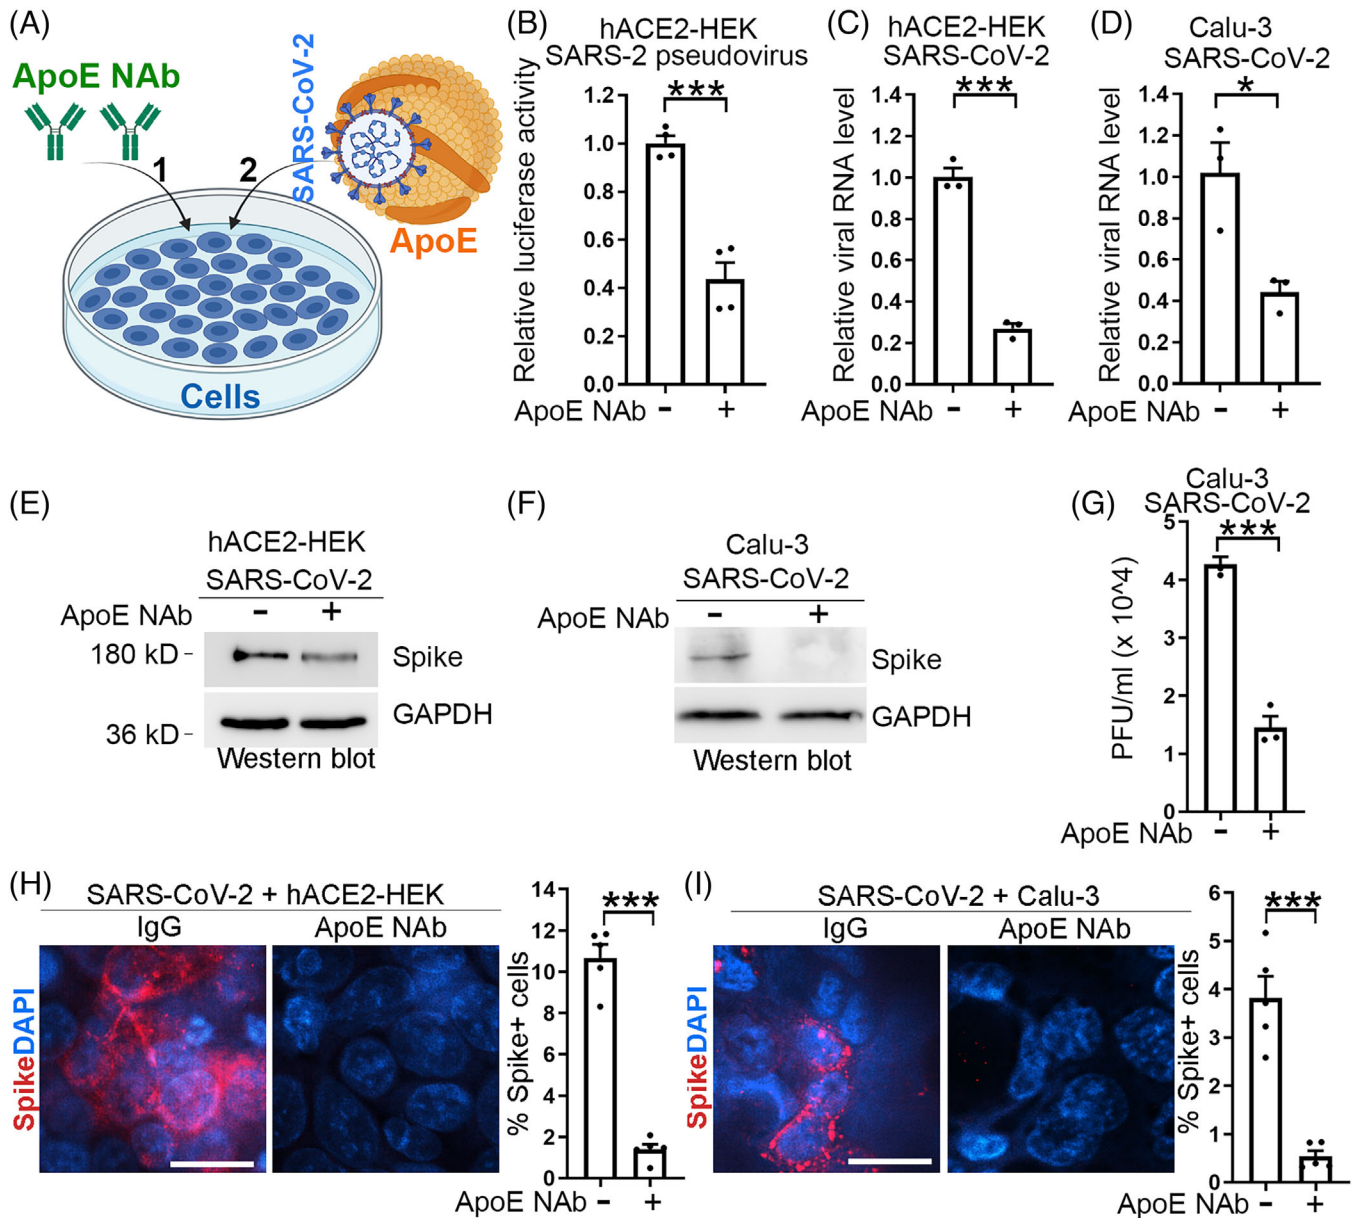 (A)
ApoE NAb
1
2
SARS-CoV-2
ApoE
Cells
(B)
hACE2-HEK
SARS-2 pseudovirus
Relative luciferase activity
***
1.2
1.0
0.8
0.6
0.4
0.2
0.0
ApoE NAb - +
(C)
hACE2-HEK
SARS-CoV-2
Relative viral RNA level
***
1.4
1.2
1.0
0.8
0.6
0.4
0.2
0.0
ApoE NAb - +
(D)
Calu-3
SARS-CoV-2
Relative viral RNA level
*
1.4
1.2
1.0
0.8
0.6
0.4
0.2
0.0
ApoE NAb - +
(E)
hACE2-HEK
SARS-CoV-2
ApoE NAb - +
180 kD - Spike
GAPDH
36 kD -
Western blot
(F)
Calu-3
SARS-CoV-2
ApoE NAb - +
Spike
GAPDH
Western blot
(G)
Calu-3
SARS-CoV-2
PFU/ml (x 10^4)
***
5
4
3
2
1
0
ApoE NAb - +
(H)
SARS-CoV-2 + hACE2-HEK
IgG ApoE NAb
SpikeDAPI
% Spike+ cells
***
14
12
10
8
6
4
2
0
ApoE NAb - +
(I)
SARS-CoV-2 + Calu-3
IgG ApoE NAb
SpikeDAPI
% Spike+ cells
***
6
5
4
3
2
1
0
ApoE NAb - +